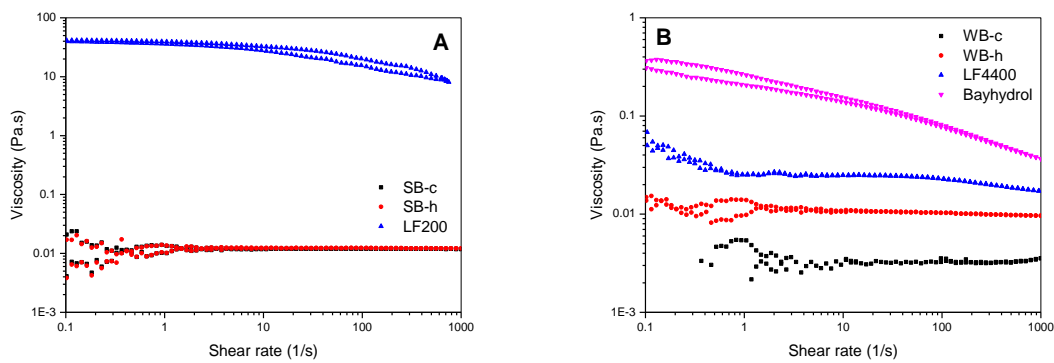 A
100
10
1
0.1
0.01
1E-3
Viscosity (Pa.s)
SB-c
SB-h
LF200
0.1
1
10
100
1000
Shear rate (1/s)
B
1
0.1
0.01
1E-3
Viscosity (Pa.s)
WB-c
WB-h
LF4400
Bayhydrol
0.1
1
10
100
1000
Shear rate (1/s)